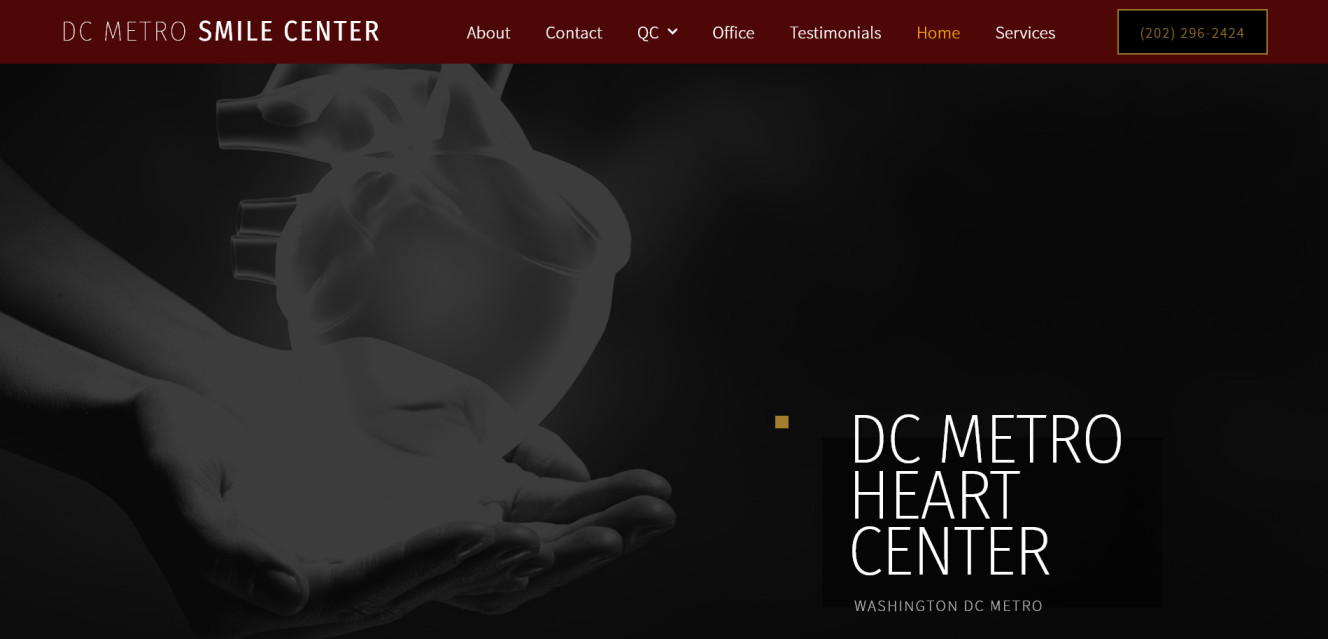 DC METRO SMILE CENTER
About Contact QC Office Testimonials Home Services
(202) 296-2424
DC METRO
HEART
CENTER
WASHINGTON DC METRO